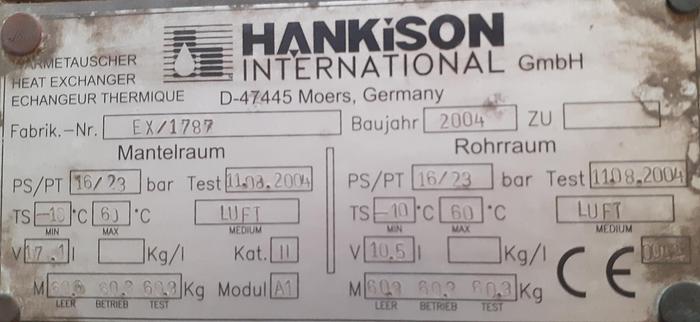 HANKiSON
INTERNATIONAL GmbH
WÄRMETAUSCHER
HEAT EXCHANGER
ECHANGEUR THERMIQUE
D-47445 Moers, Germany
Fabrik.-Nr. EX/1787 Baujahr 2004 ZU
Mantelraum
PS/PT 16/23 bar Test 11.08.2004
TS -10 °C 60 °C LUFT
MIN MAX MEDIUM
V 17.1 l Kg/l Kat. II
M Kg Modul A1
LEER BETRIEB TEST
Rohrraum
PS/PT 16/23 bar Test 11.08.2004
TS -10 °C 60 °C LUFT
MIN MAX MEDIUM
V 10.5 l Kg/l CE
M Kg
LEER BETRIEB TEST